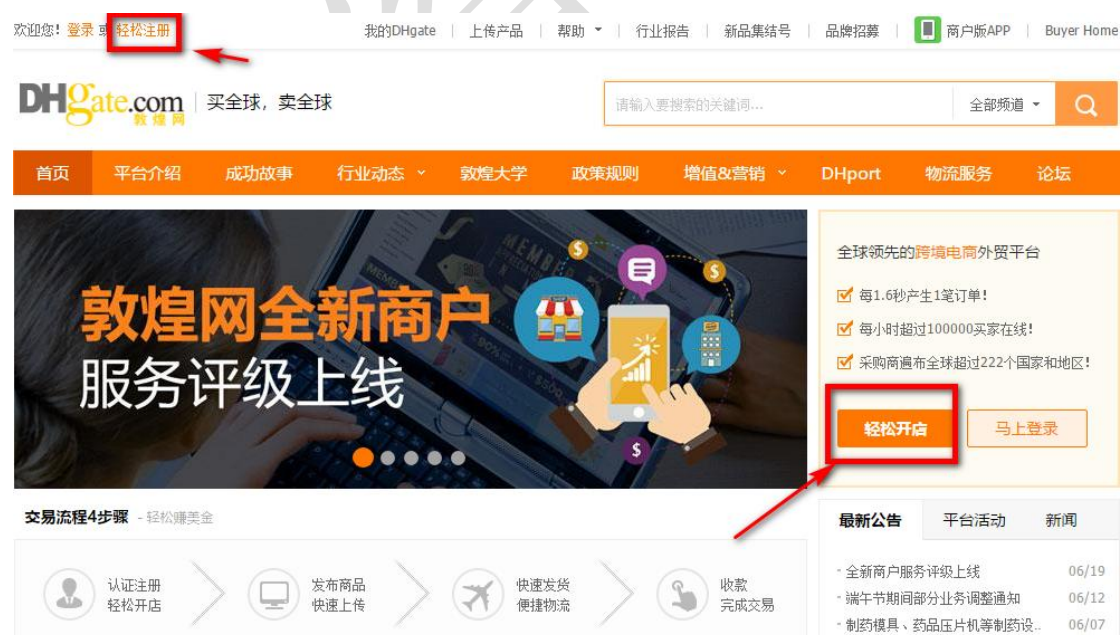 欢迎您! 登录 或 轻松注册 我的DHgate 上传产品 帮助 行业报告 新品集结号 品牌招募 商户版APP Buyer Home
DHgate.com 敦煌网 买全球，卖全球 请输入要搜索的关键词... 全部频道
首页 平台介绍 成功故事 行业动态 敦煌大学 政策规则 增值&营销 DHport 物流服务 论坛
敦煌网全新商户
服务评级上线
全球领先的跨境电商外贸平台
每1.6秒产生1笔订单!
每小时超过100000买家在线!
采购商遍布全球超过222个国家和地区!
轻松开店 马上登录
交易流程4步骤 - 轻松赚美金
认证注册
轻松开店
发布商品
快速上传
快速发货
便捷物流
收款
完成交易
最新公告 平台活动 新闻
全新商户服务评级上线 06/19
端午节期间部分业务调整通知 06/12
制药模具、药品压片机等制药设.. 06/07